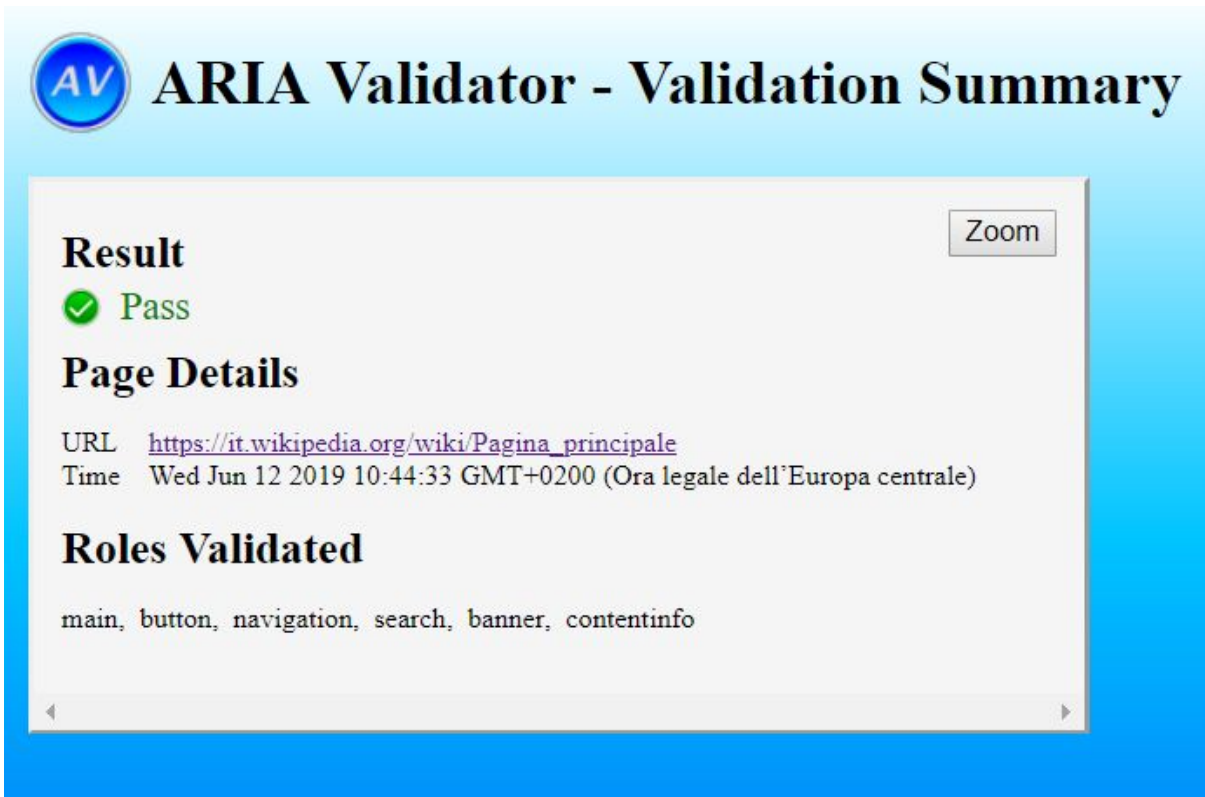 AV ARIA Validator - Validation Summary
Zoom
Result
Pass
Page Details
URL https://it.wikipedia.org/wiki/Pagina_principale
Time Wed Jun 12 2019 10:44:33 GMT+0200 (Ora legale dell'Europa centrale)
Roles Validated
main, button, navigation, search, banner, contentinfo